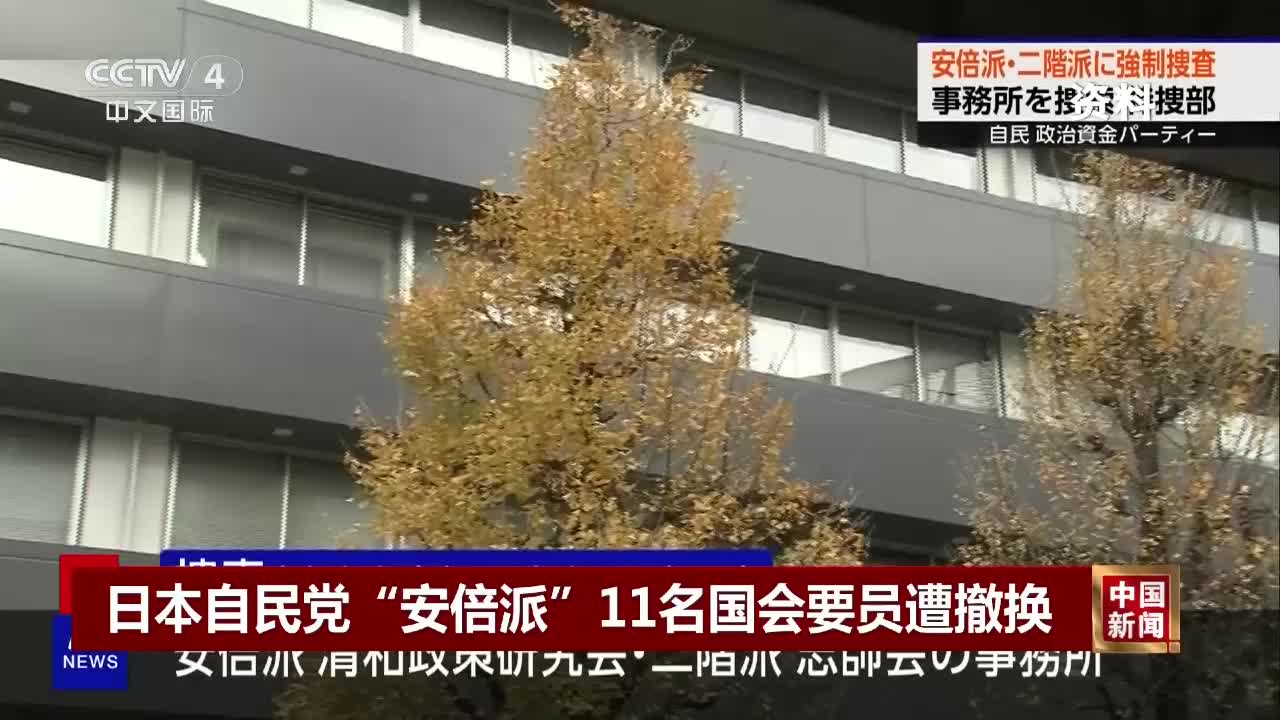 CCTV 4
中文国际
安倍派・二階派に強制捜査
事務所を捜索 特捜部
资料
自民 政治資金パーティー
日本自民党“安倍派”11名国会要员遭撤换
中国
新闻
NEWS
安倍派 清和政策研究会・二階派 志帥会の事務所